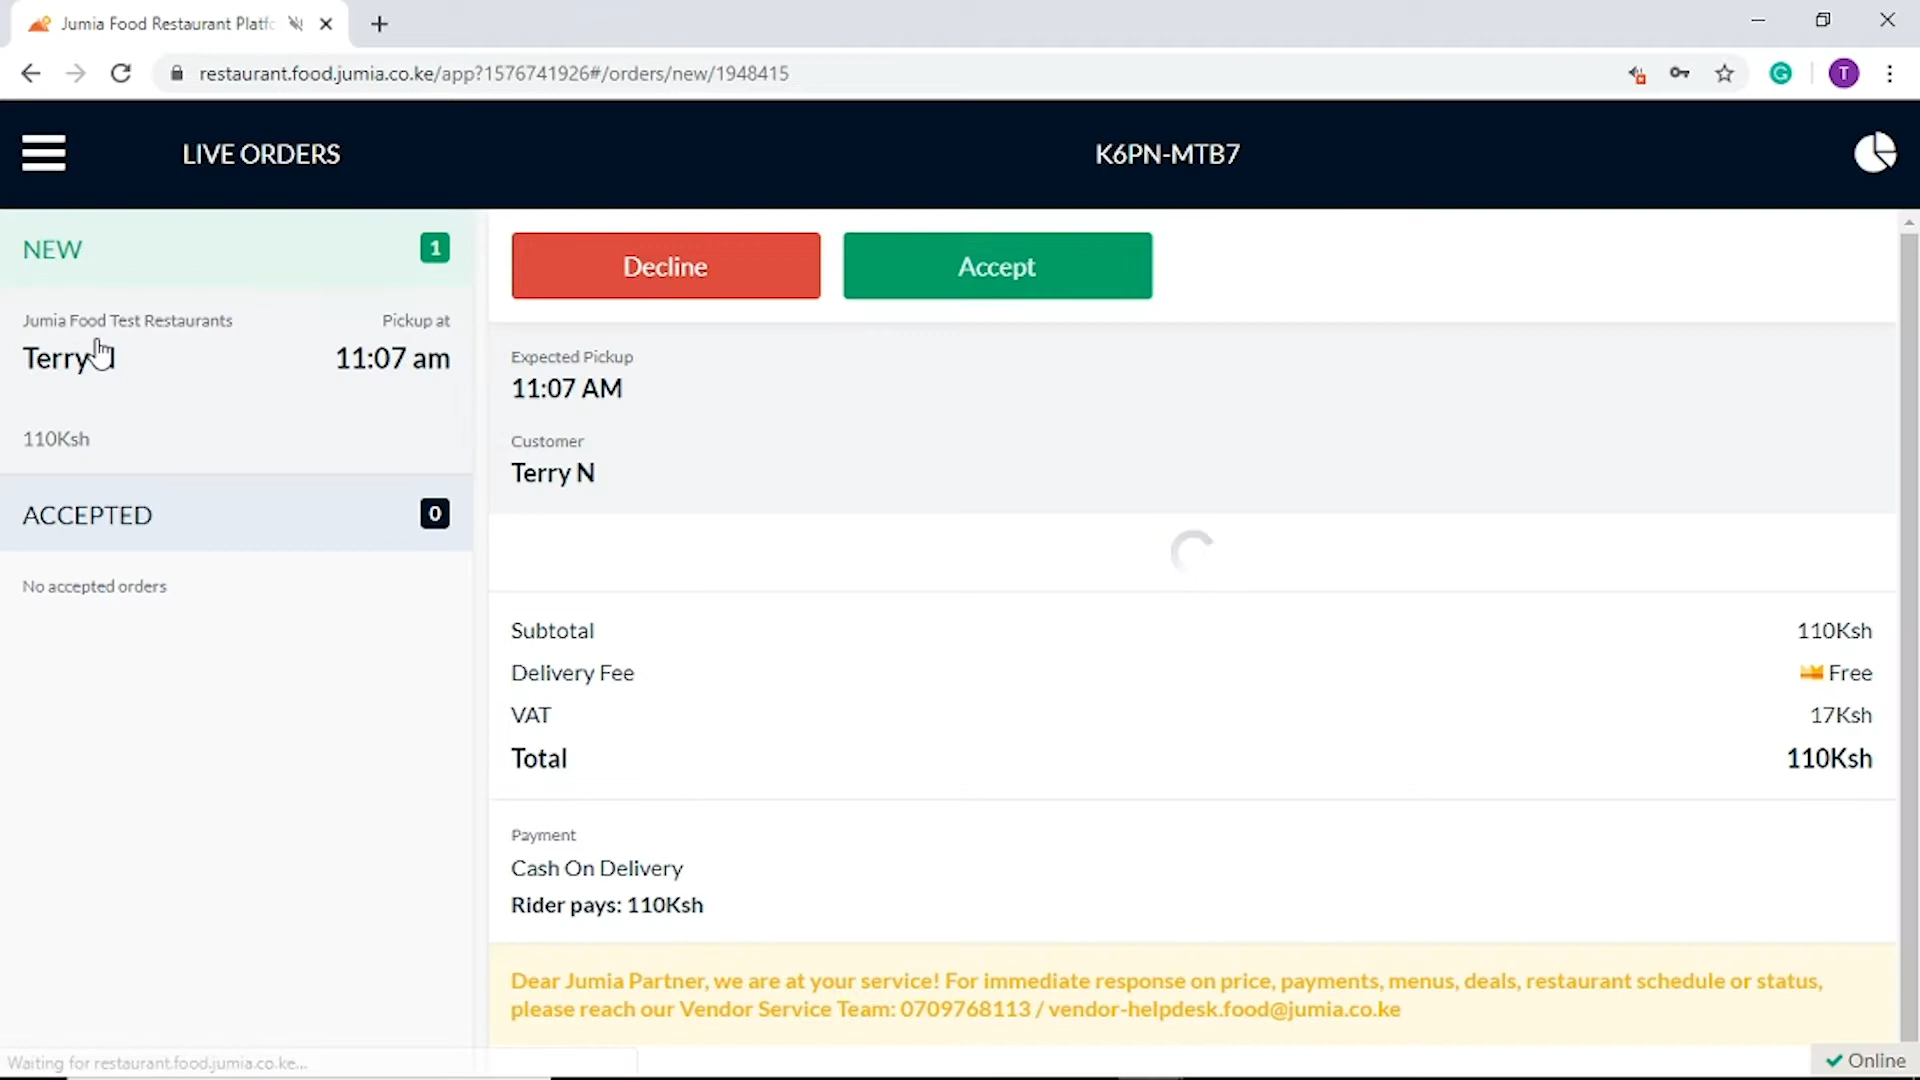 Jumia Food Restaurant Platfo
restaurant.food.jumia.co.ke/app?1576741926#/orders/new/1948415
T
LIVE ORDERS
K6PN-MTB7
NEW
1
Decline
Accept
Jumia Food Test Restaurants
Pickup at
Terry
11:07 am
110Ksh
Expected Pickup
11:07 AM
Customer
Terry N
ACCEPTED
0
No accepted orders
Subtotal
110Ksh
Delivery Fee
Free
VAT
17Ksh
Total
110Ksh
Payment
Cash On Delivery
Rider pays: 110Ksh
Dear Jumia Partner, we are at your service! For immediate response on price, payments, menus, deals, restaurant schedule or status,
please reach our Vendor Service Team: 0709768113 / vendor-helpdesk.food@jumia.co.ke
Waiting for restaurant.food.jumia.co.ke...
Online